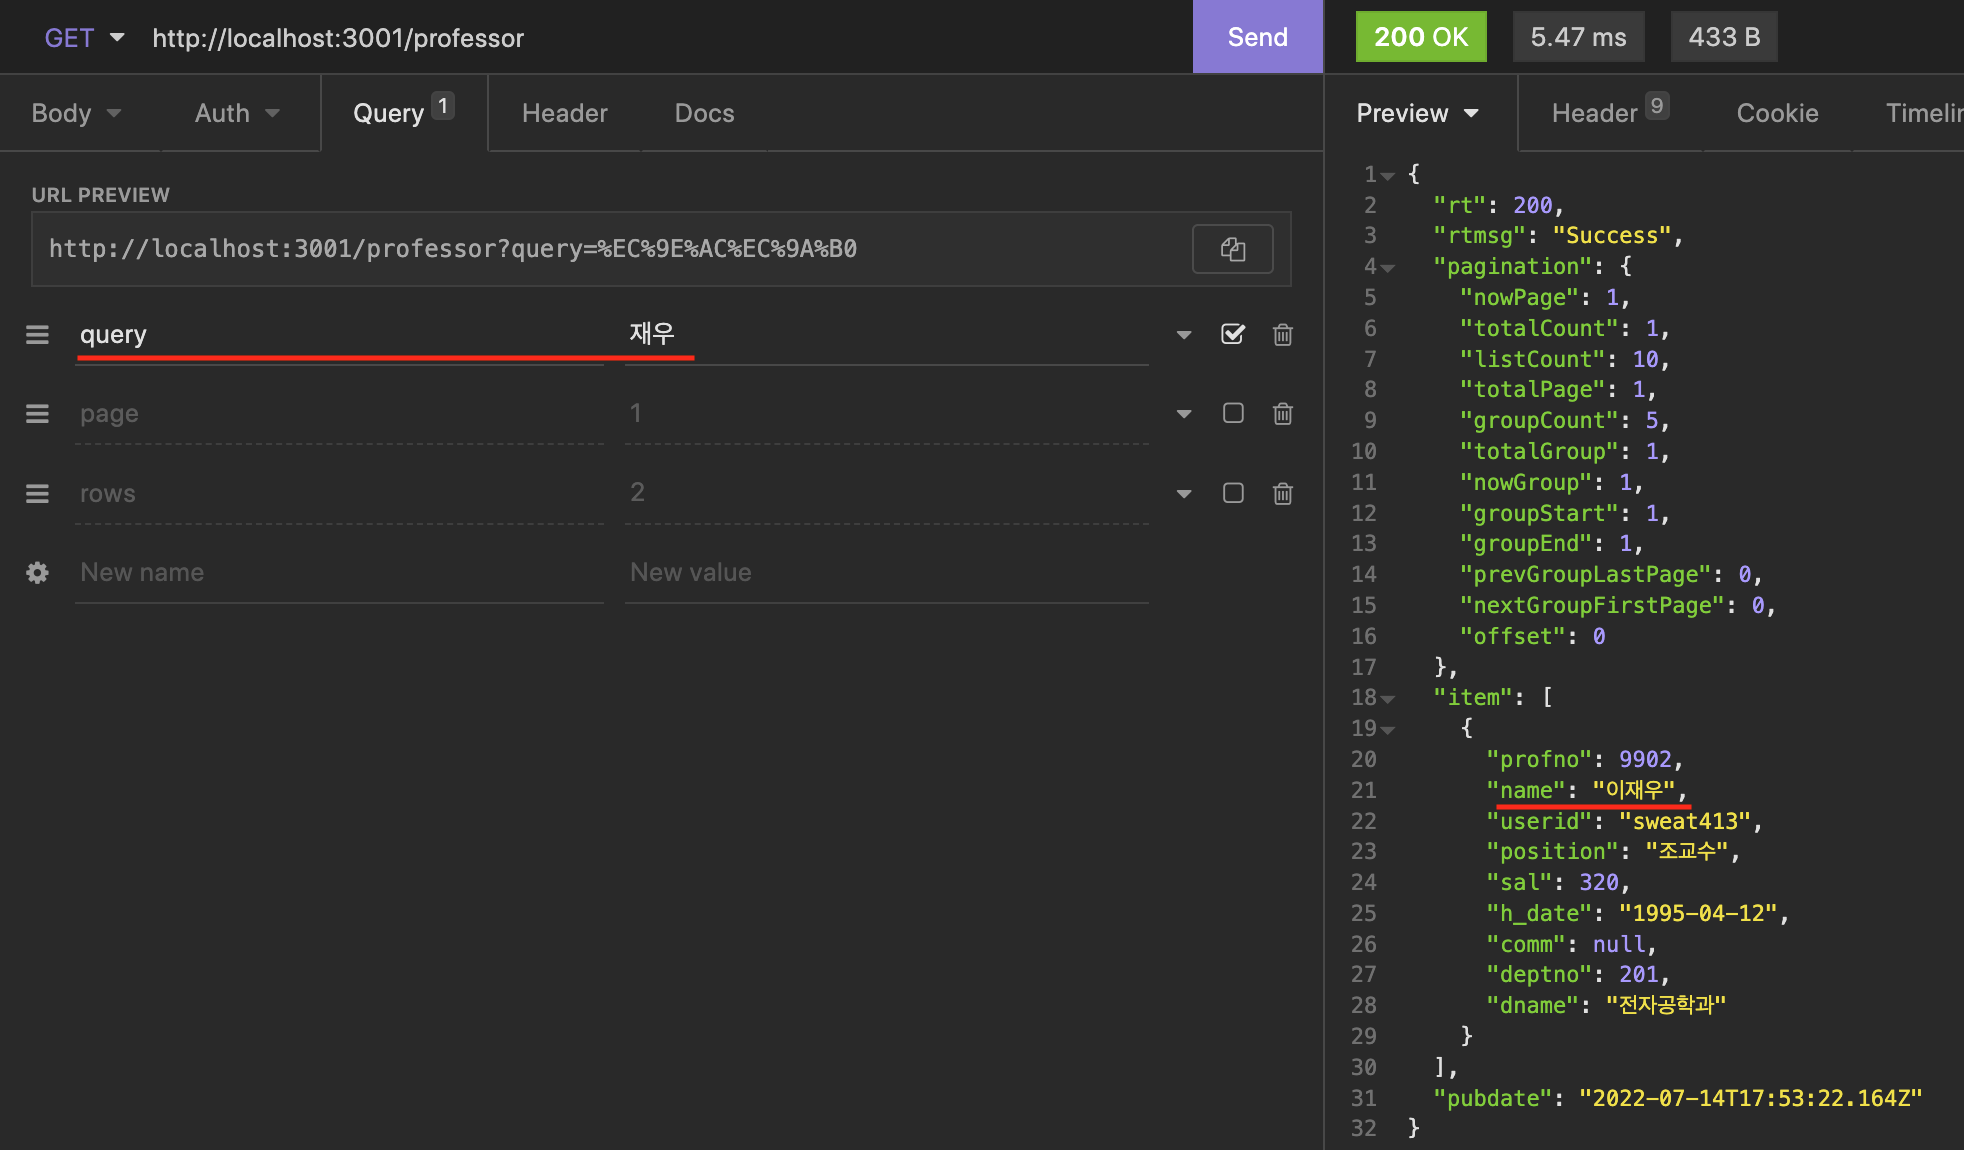 GET http://localhost:3001/professor Send
Body Auth Query 1 Header Docs
URL PREVIEW
http://localhost:3001/professor?query=%EC%9E%AC%EC%9A%B0
query 재우
page 1
rows 2
New name New value
200 OK 5.47 ms 433 B
Preview Header 9 Cookie
1 {
2 "rt": 200,
3 "rtmsg": "Success",
4 "pagination": {
5 "nowPage": 1,
6 "totalCount": 1,
7 "listCount": 10,
8 "totalPage": 1,
9 "groupCount": 5,
10 "totalGroup": 1,
11 "nowGroup": 1,
12 "groupStart": 1,
13 "groupEnd": 1,
14 "prevGroupLastPage": 0,
15 "nextGroupFirstPage": 0,
16 "offset": 0
17 },
18 "item": [
19 {
20 "profno": 9902,
21 "name": "이재우",
22 "userid": "sweat413",
23 "position": "조교수",
24 "sal": 320,
25 "h_date": "1995-04-12",
26 "comm": null,
27 "deptno": 201,
28 "dname": "전자공학과"
29 }
30 ],
31 "pubdate": "2022-07-14T17:53:22.164Z"
32 }